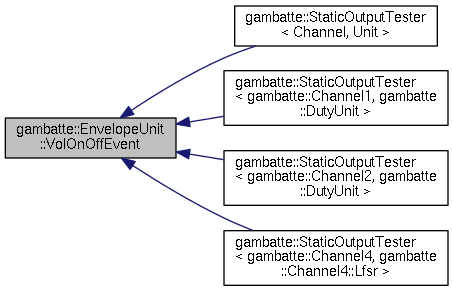 gambatte::StaticOutputTester
< Channel, Unit >
gambatte::StaticOutputTester
< gambatte::Channel1, gambatte
::DutyUnit >
gambatte::EnvelopeUnit
::VolOnOffEvent
gambatte::StaticOutputTester
< gambatte::Channel2, gambatte
::DutyUnit >
gambatte::StaticOutputTester
< gambatte::Channel4, gambatte
::Channel4::Lfsr >